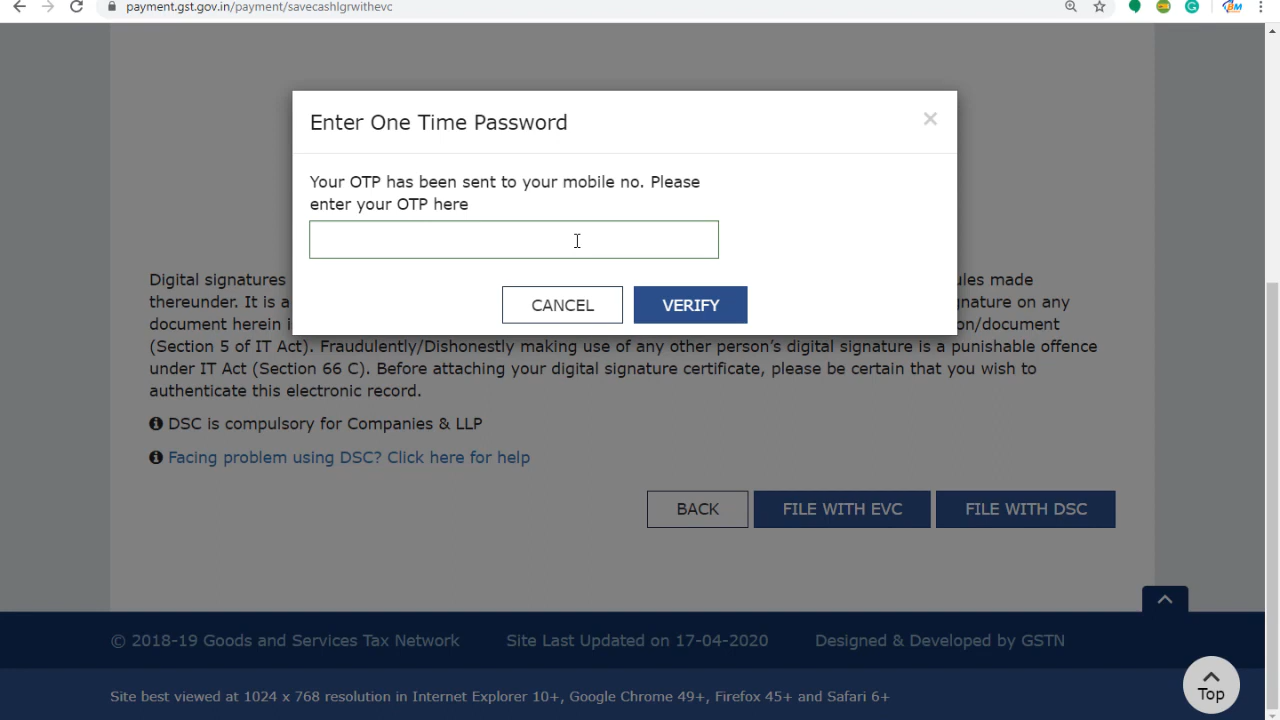 payment.gst.gov.in/payment/savecashlgrwithevc
Enter One Time Password
Your OTP has been sent to your mobile no. Please
enter your OTP here
CANCEL
VERIFY
Digital signatures ules made
thereunder. It is a gnature on any
document herein i on/document
(Section 5 of IT Act). Fraudulently/Dishonestly making use of any other person's digital signature is a punishable offence
under IT Act (Section 66 C). Before attaching your digital signature certificate, please be certain that you wish to
authenticate this electronic record.
DSC is compulsory for Companies & LLP
Facing problem using DSC? Click here for help
BACK
FILE WITH EVC
FILE WITH DSC
© 2018-19 Goods and Services Tax Network
Site Last Updated on 17-04-2020
Designed & Developed by GSTN
Site best viewed at 1024 x 768 resolution in Internet Explorer 10+, Google Chrome 49+, Firefox 45+ and Safari 6+
Top